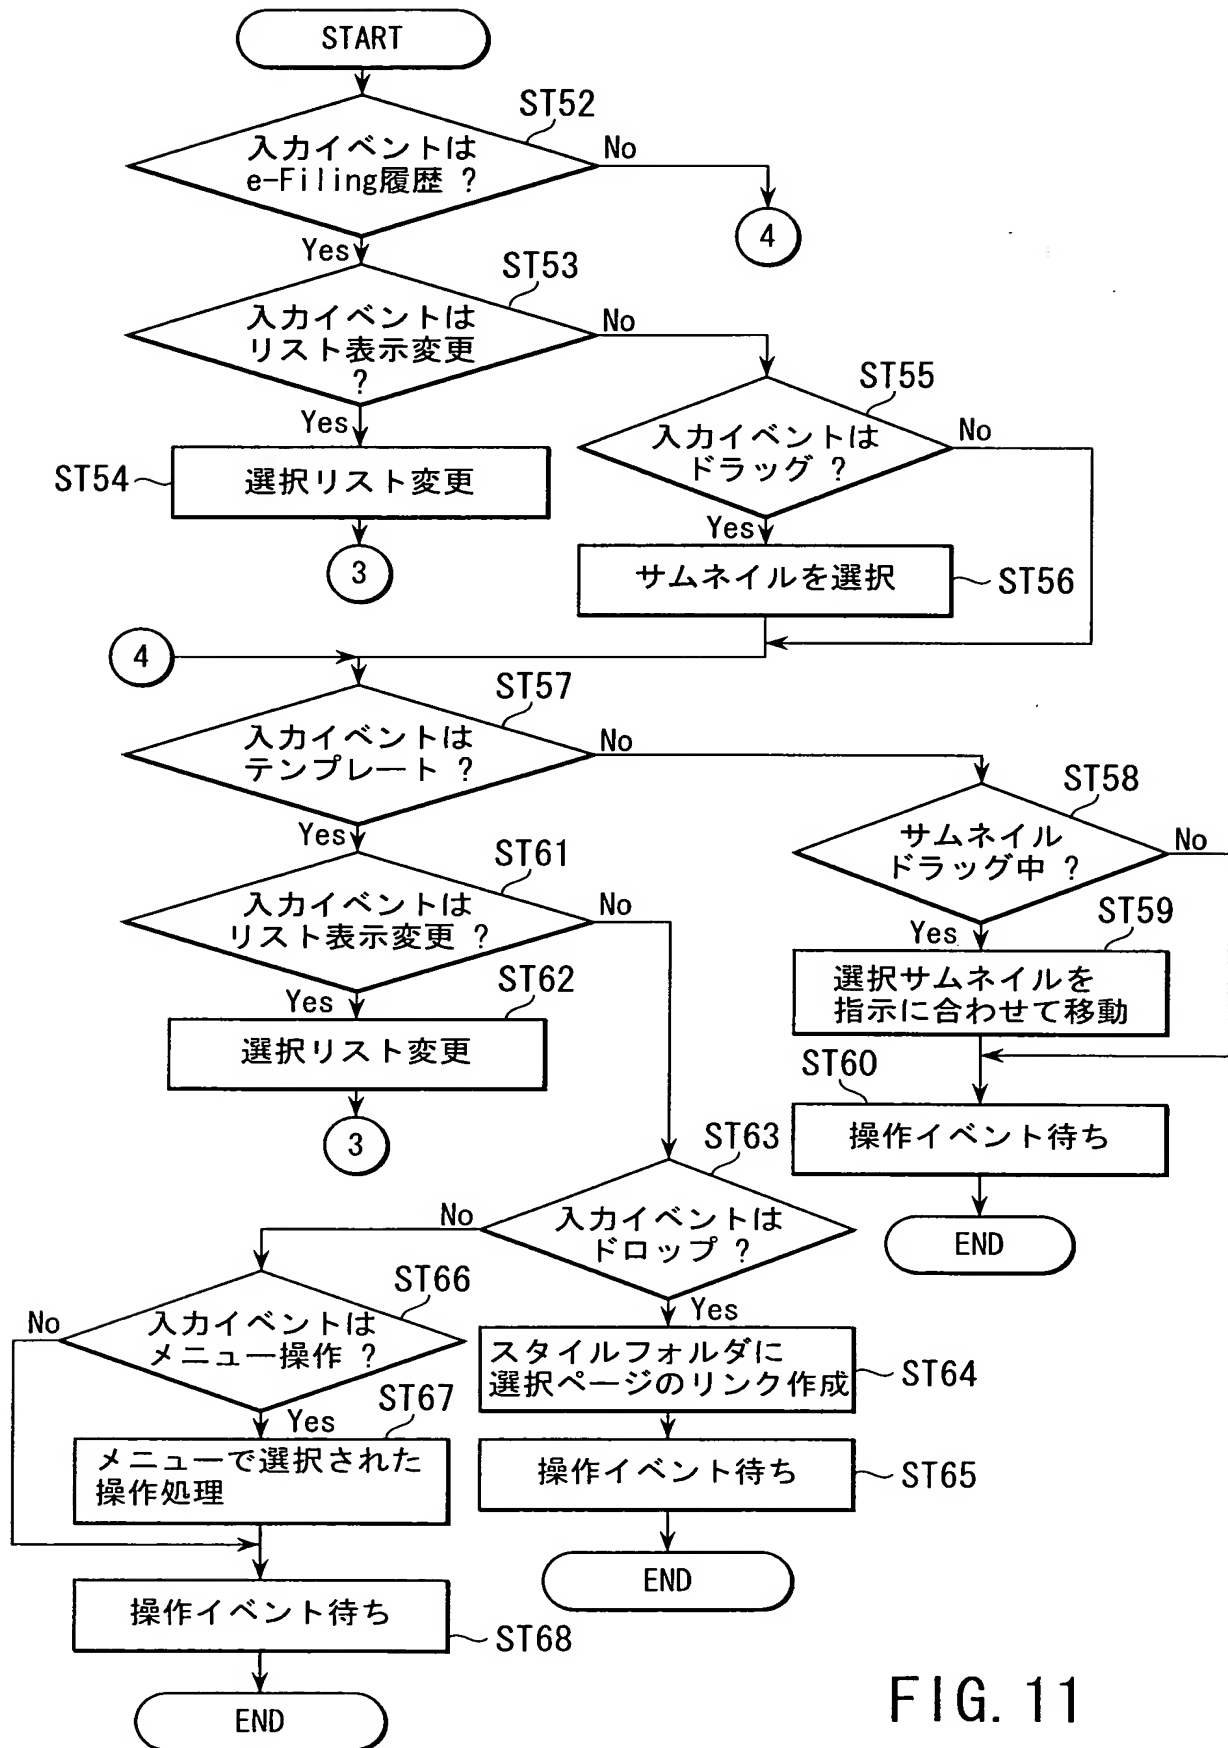 START
ST52
入力イベントは
e-Filing履歴 ?
No
4
Yes
ST53
入力イベントは
リスト表示変更
?
No
Yes
ST55
入力イベントは
ドラッグ ?
No
ST54
選択リスト変更
Yes
3
サムネイルを選択
ST56
4
ST57
入力イベントは
テンプレート ?
No
Yes
ST58
サムネイル
ドラッグ中 ?
No
ST61
入力イベントは
リスト表示変更 ?
No
Yes
ST59
選択サムネイルを
指示に合わせて移動
Yes
ST62
選択リスト変更
3
ST60
操作イベント待ち
END
ST63
入力イベントは
ドロップ ?
No
Yes
ST66
入力イベントは
メニュー操作 ?
No
Yes
スタイルフォルダに
選択ページのリンク作成
ST64
ST67
メニューで選択された
操作処理
操作イベント待ち
ST65
END
操作イベント待ち
ST68
END
FIG. 11